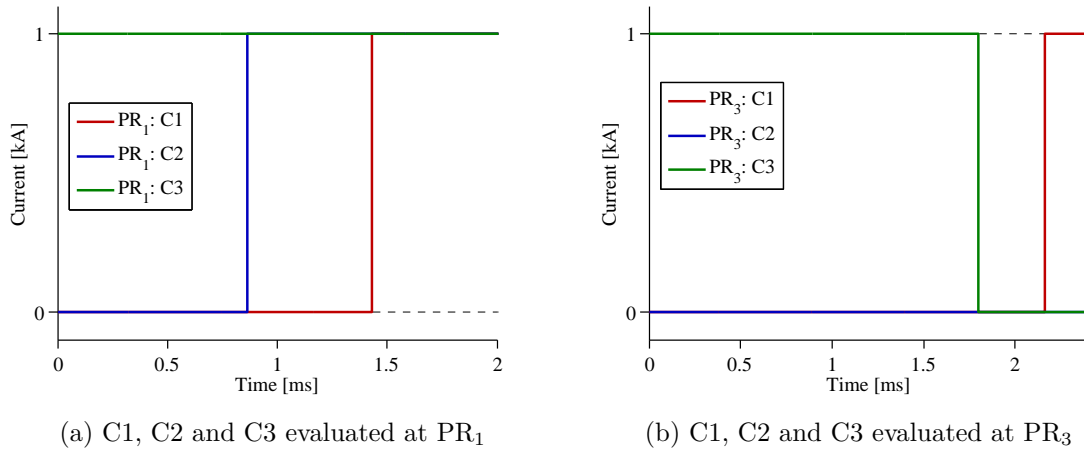 1
0
Current [kA]
PR1: C1
PR1: C2
PR1: C3
0 0.5 1 1.5 2
Time [ms]
(a) C1, C2 and C3 evaluated at PR1
1
0
Current [kA]
PR3: C1
PR3: C2
PR3: C3
0 0.5 1 1.5 2
Time [ms]
(b) C1, C2 and C3 evaluated at PR3